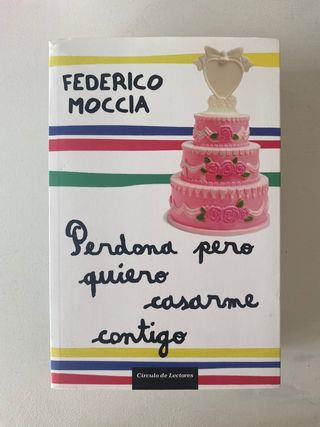 FEDERICO
MOCCIA
Perdona pero
quiero
casarme
contigo
Círculo de Lectores